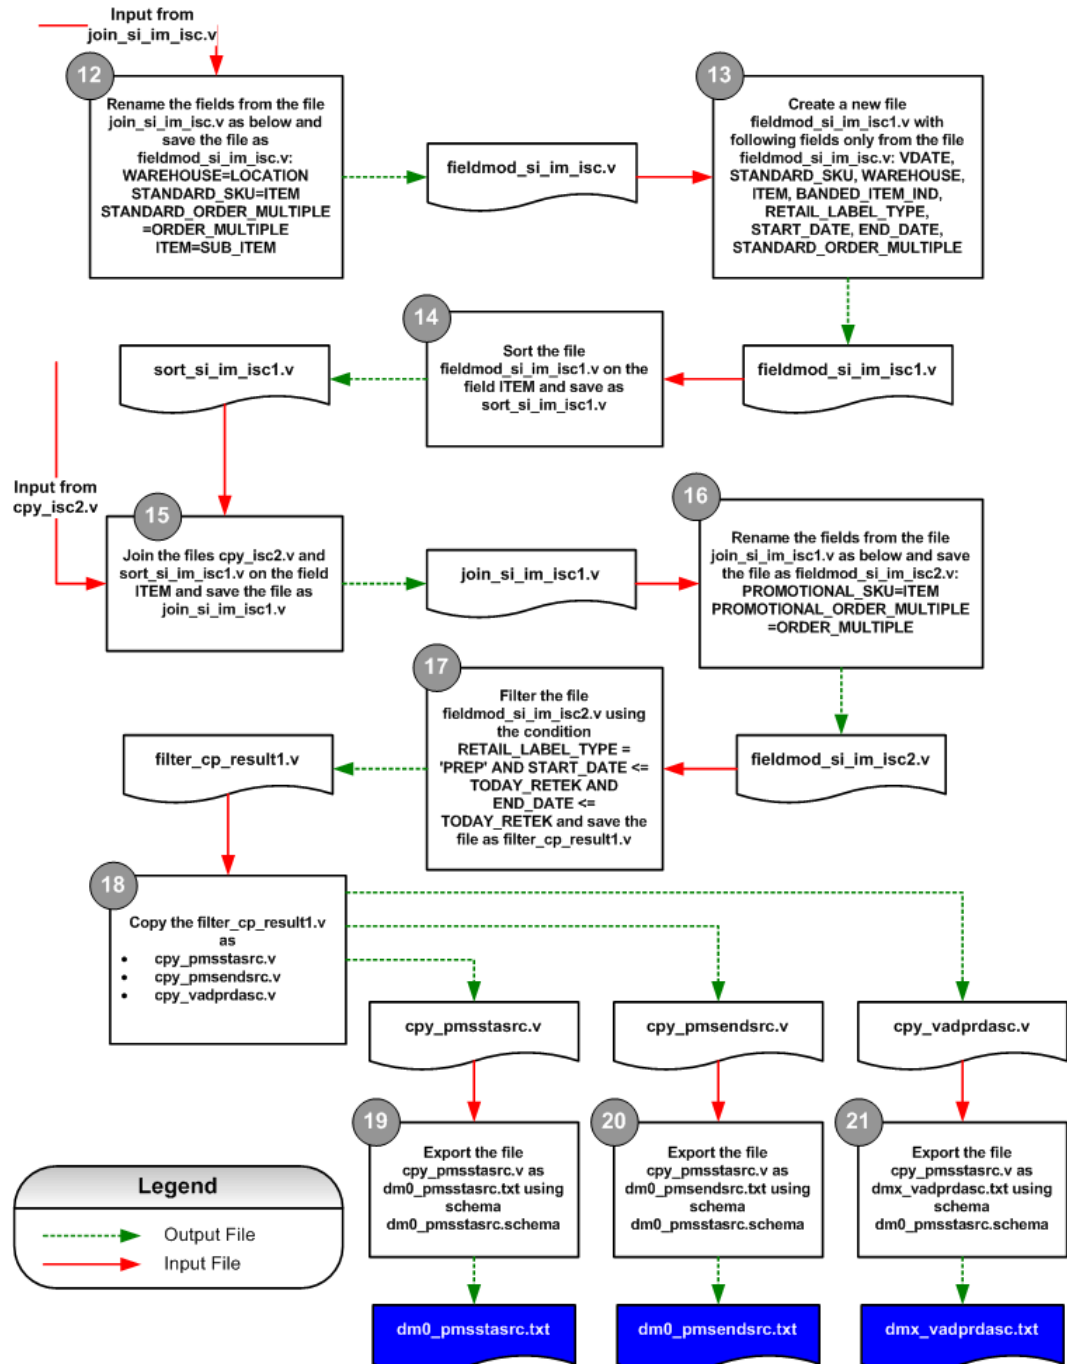 Input from
join_si_im_isc.v
12
Rename the fields from the file
join_si_im_isc.v as below and
save the file as
fieldmod_si_im_isc.v:
WAREHOUSE=LOCATION
STANDARD_SKU=ITEM
STANDARD_ORDER_MULTIPLE
=ORDER_MULTIPLE
ITEM=SUB_ITEM
fieldmod_si_im_isc.v
13
Create a new file
fieldmod_si_im_isc1.v with
following fields only from the file
fieldmod_si_im_isc.v: VDATE,
STANDARD_SKU, WAREHOUSE,
ITEM, BANDED_ITEM_IND,
RETAIL_LABEL_TYPE,
START_DATE, END_DATE,
STANDARD_ORDER_MULTIPLE
fieldmod_si_im_isc1.v
14
Sort the file
fieldmod_si_im_isc1.v on the
field ITEM and save as
sort_si_im_isc1.v
sort_si_im_isc1.v
Input from
cpy_isc2.v
15
Join the files cpy_isc2.v and
sort_si_im_isc1.v on the field
ITEM and save the file as
join_si_im_isc1.v
join_si_im_isc1.v
16
Rename the fields from the file
join_si_im_isc1.v as below and save
the file as fieldmod_si_im_isc2.v:
PROMOTIONAL_SKU=ITEM
PROMOTIONAL_ORDER_MULTIPLE
=ORDER_MULTIPLE
fieldmod_si_im_isc2.v
17
Filter the file
fieldmod_si_im_isc2.v using
the condition
RETAIL_LABEL_TYPE =
'PREP' AND START_DATE <=
TODAY_RETEK AND
END_DATE <=
TODAY_RETEK and save the
file as filter_cp_result1.v
filter_cp_result1.v
18
Copy the filter_cp_result1.v
as
• cpy_pmsstasrc.v
• cpy_pmsendsrc.v
• cpy_vadprdasc.v
cpy_pmsstasrc.v
cpy_pmsendsrc.v
cpy_vadprdasc.v
19
Export the file
cpy_pmsstasrc.v as
dm0_pmsstasrc.txt using
schema
dm0_pmsstasrc.schema
20
Export the file
cpy_pmsstasrc.v as
dm0_pmsendsrc.txt using
schema
dm0_pmsstasrc.schema
21
Export the file
cpy_pmsstasrc.v as
dmx_vadprdasc.txt using
schema
dm0_pmsstasrc.schema
Legend
Output File
Input File
dm0_pmsstasrc.txt
dm0_pmsendsrc.txt
dmx_vadprdasc.txt